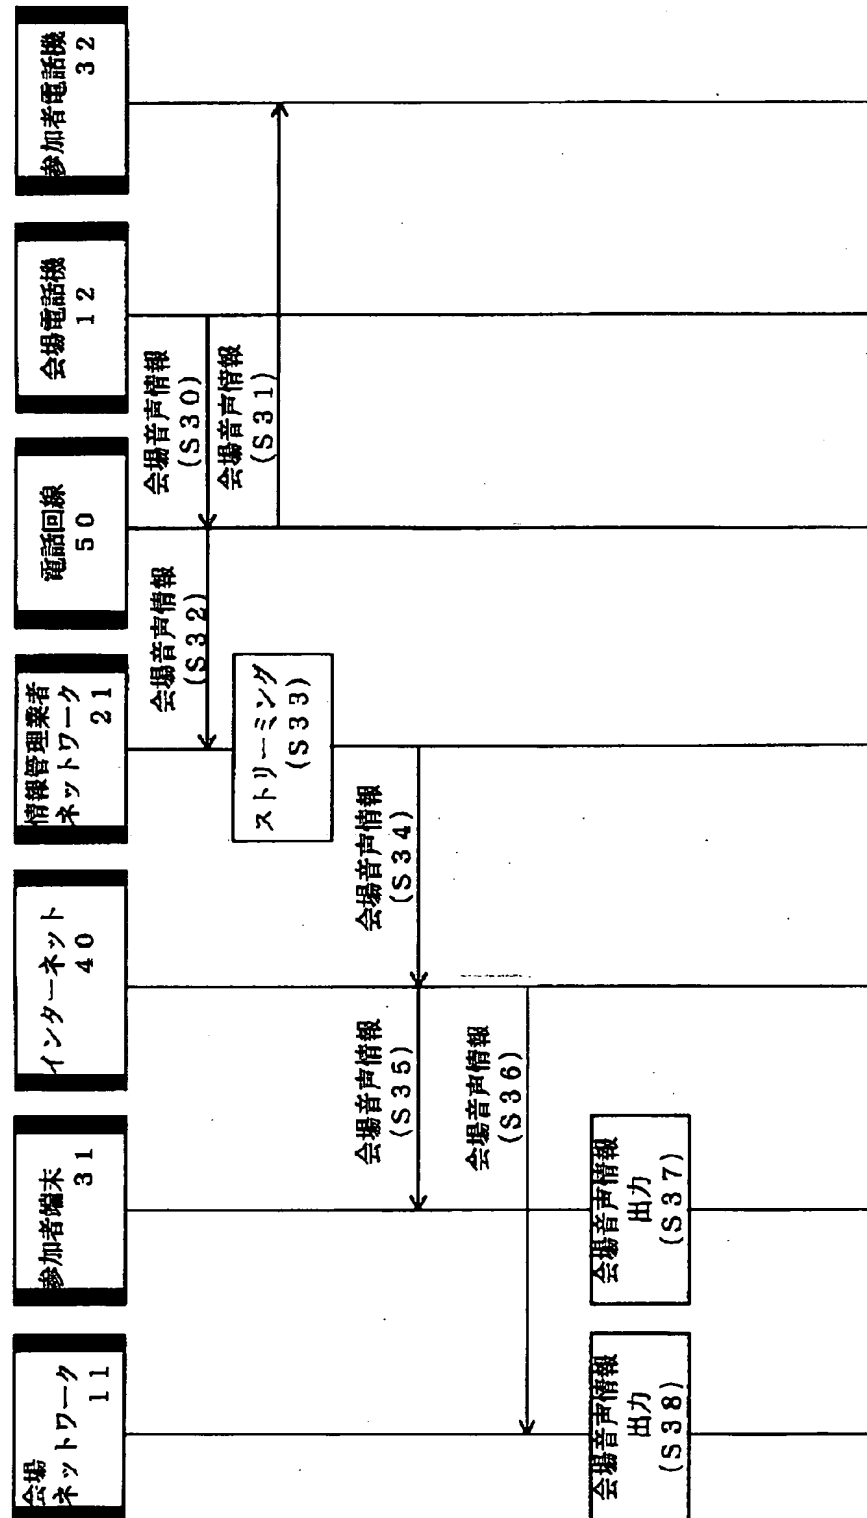 会場
ネットワーク
１１
参加者端末
３１
インターネット
４０
情報管理業者
ネットワーク
２１
電話回線
５０
会場電話機
１２
参加者電話機
３２
会場音声情報
(Ｓ３０)
会場音声情報
(Ｓ３１)
会場音声情報
(Ｓ３２)
ストリーミング
(Ｓ３３)
会場音声情報
(Ｓ３４)
会場音声情報
(Ｓ３５)
会場音声情報
(Ｓ３６)
会場音声情報
出力
(Ｓ３７)
会場音声情報
出力
(Ｓ３８)